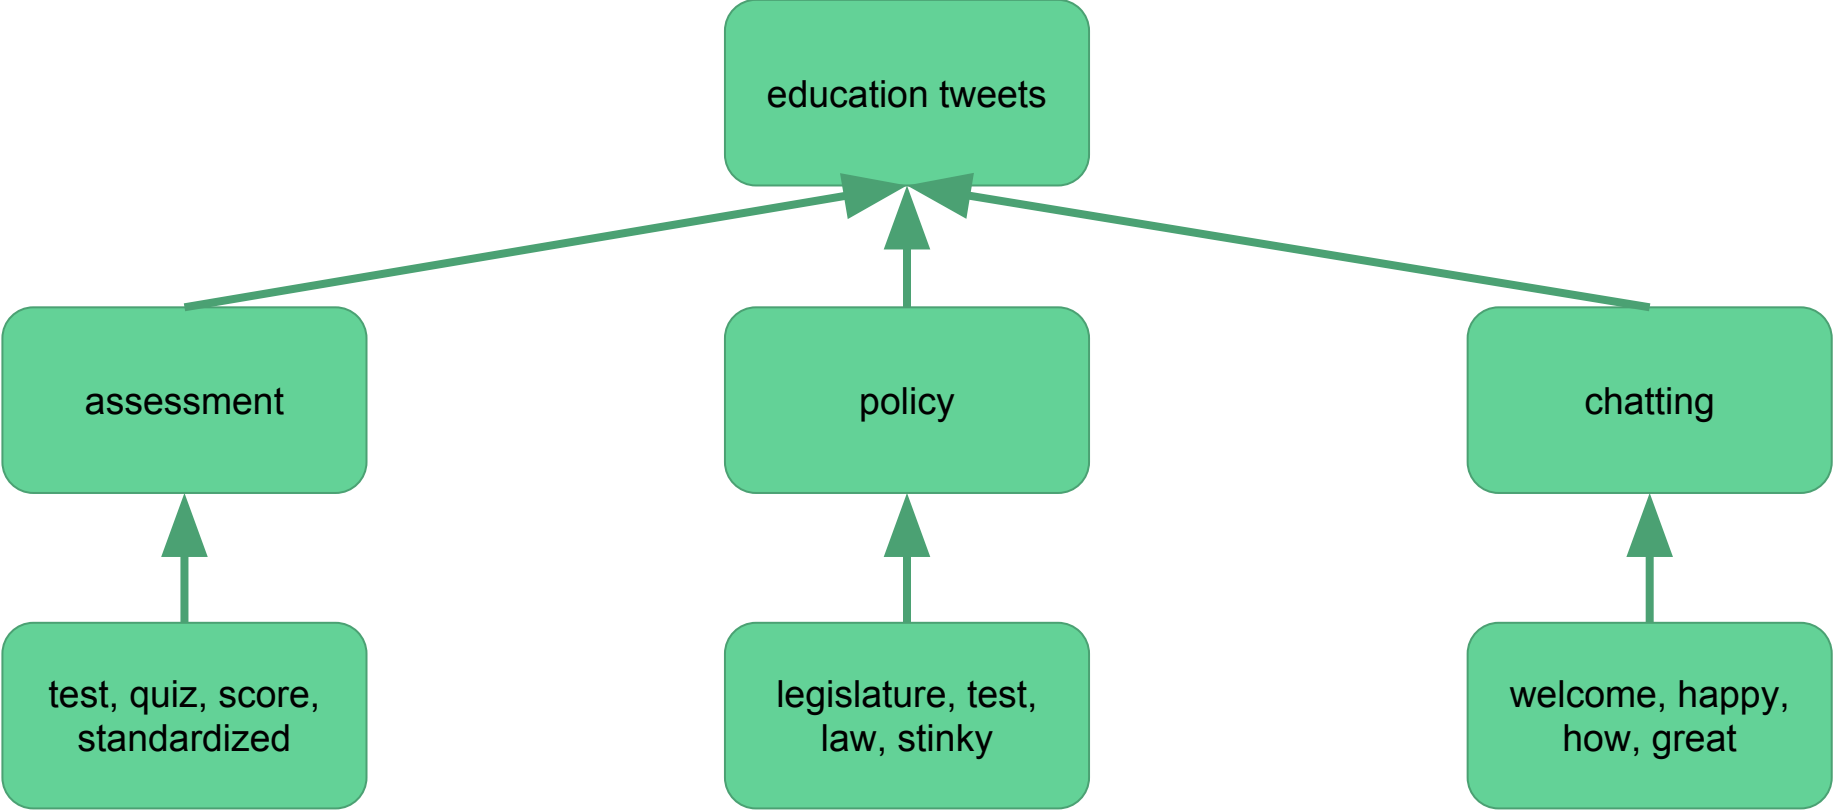 education tweets
assessment
policy
chatting
test, quiz, score,
standardized
legislature, test,
law, stinky
welcome, happy,
how, great